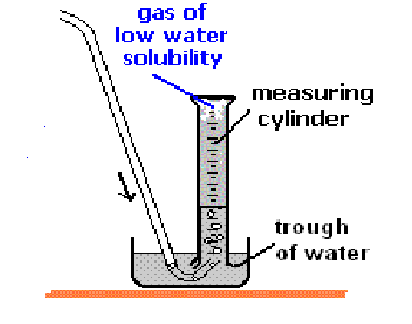 gas of
low water
solubility
measuring
cylinder
trough
of water